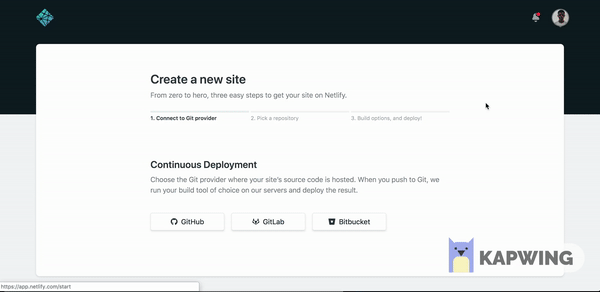 Create a new site
From zero to hero, three easy steps to get your site on Netlify.
1. Connect to Git provider
2. Pick a repository
3. Build options, and deploy!
Continuous Deployment
Choose the Git provider where your site's source code is hosted. When you push to Git, we
run your build tool of choice on our servers and deploy the result.
GitHub
GitLab
Bitbucket
KAPWING
https://app.netlify.com/start